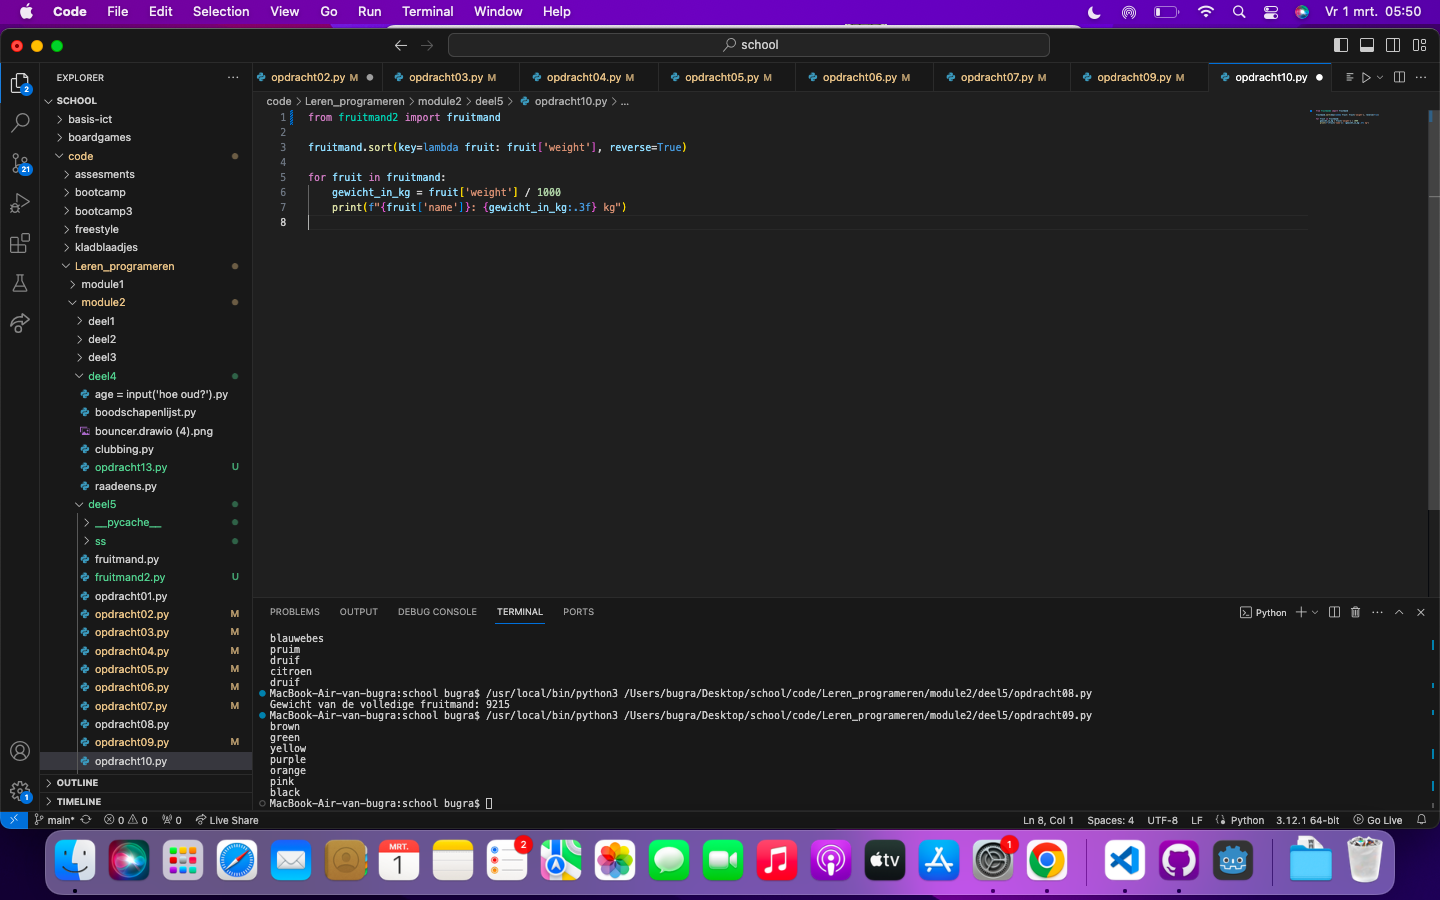 Code File Edit Selection View Go Run Terminal Window Help Vr 1 mrt. 05:50
school
EXPLORER
SCHOOL
basis-ict
boardgames
code
assesments
bootcamp
bootcamp3
freestyle
kladblaadjes
Leren_programeren
module1
module2
deel1
deel2
deel3
deel4
age = input('hoe oud?').py
boodschapenlijst.py
bouncer.drawio (4).png
clubbing.py
opdracht13.py U
raadeens.py
deel5
__pycache__
ss
fruitmand.py
fruitmand2.py U
opdracht01.py
opdracht02.py M
opdracht03.py M
opdracht04.py M
opdracht05.py M
opdracht06.py M
opdracht07.py M
opdracht08.py
opdracht09.py M
opdracht10.py
OUTLINE
TIMELINE
opdracht02.py M opdracht03.py M opdracht04.py M opdracht05.py M opdracht06.py M opdracht07.py M opdracht09.py M opdracht10.py
code > Leren_programeren > module2 > deel5 > opdracht10.py > ...
1 from fruitmand2 import fruitmand
2
3 fruitmand.sort(key=lambda fruit: fruit['weight'], reverse=True)
4
5 for fruit in fruitmand:
6 gewicht_in_kg = fruit['weight'] / 1000
7 print(f"{fruit['name']}: {gewicht_in_kg:.3f} kg")
8
PROBLEMS OUTPUT DEBUG CONSOLE TERMINAL PORTS Python
blauwebes
pruim
druif
citroen
druif
MacBook-Air-van-bugra:school bugra$ /usr/local/bin/python3 /Users/bugra/Desktop/school/code/Leren_programeren/module2/deel5/opdracht08.py
Gewicht van de volledige fruitmand: 9215
MacBook-Air-van-bugra:school bugra$ /usr/local/bin/python3 /Users/bugra/Desktop/school/code/Leren_programeren/module2/deel5/opdracht09.py
brown
green
yellow
purple
orange
pink
black
MacBook-Air-van-bugra:school bugra$
2
21
1
main* 0 0 0 Live Share Ln 8, Col 1 Spaces: 4 UTF-8 LF Python 3.12.1 64-bit Go Live
MRT.
1
2
tv
1